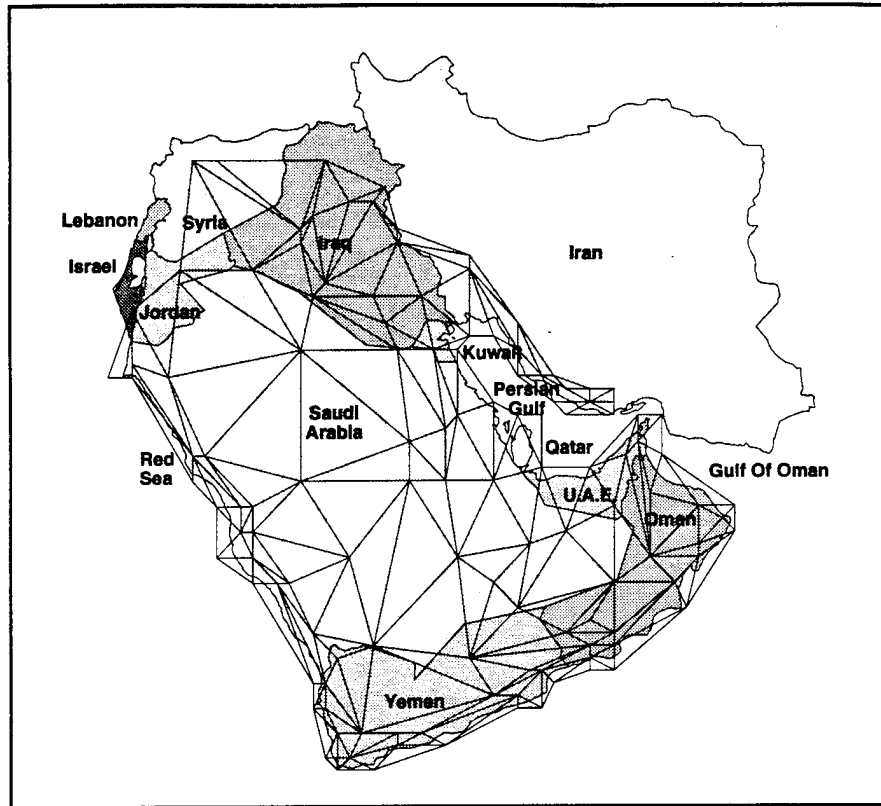 Lebanon
Syria
Israel
Iraq
Iran
Jordan
Kuwait
Persian
Gulf
Saudi
Arabia
Red
Sea
Qatar
Gulf Of Oman
U.A.E.
Oman
Yemen